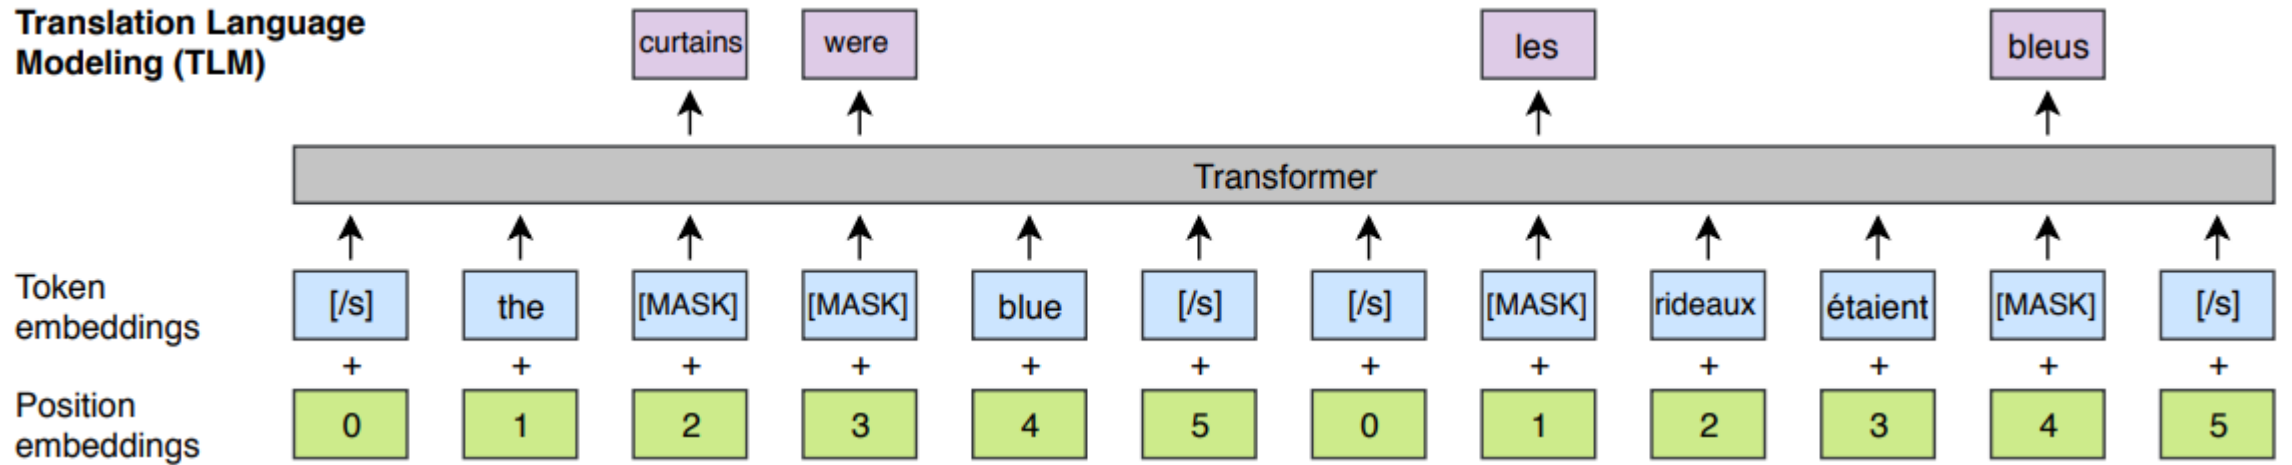 Translation Language
Modeling (TLM)
curtains were les bleus
Transformer
Token
embeddings
[/s] the [MASK] [MASK] blue [/s] [/s] [MASK] rideaux étaient [MASK] [/s]
+ + + + + + + + + + + +
Position
embeddings
0 1 2 3 4 5 0 1 2 3 4 5